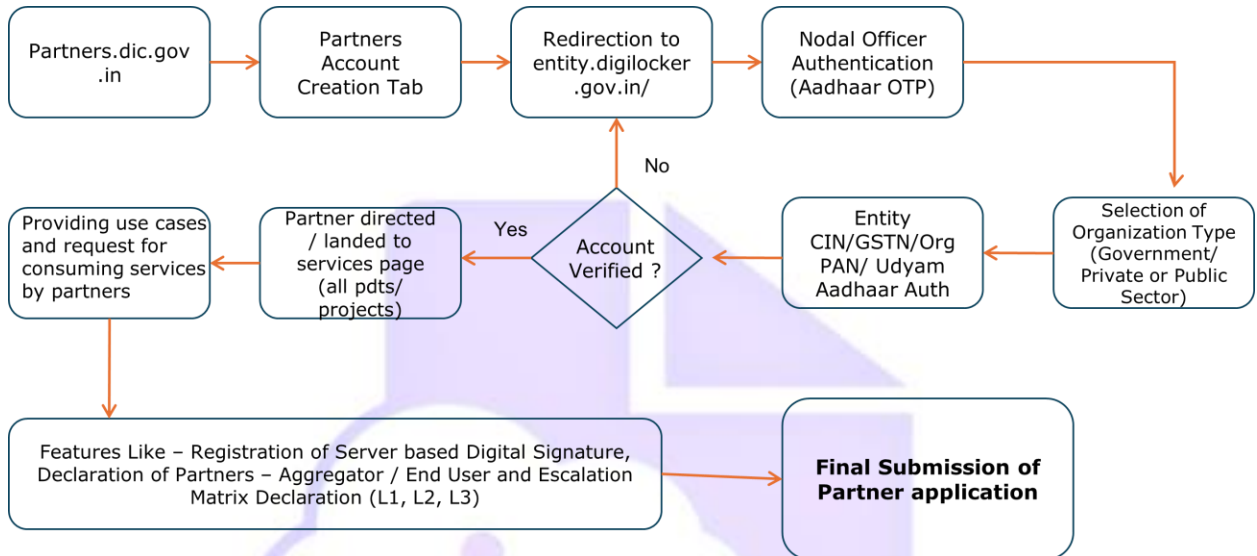 Partners.dic.gov
.in
Partners
Account
Creation Tab
Redirection to
entity.digilocker
.gov.in/
Nodal Officer
Authentication
(Aadhaar OTP)
Selection of
Organization Type
(Government/
Private or Public
Sector)
Entity
CIN/GSTN/Org
PAN/ Udyam
Aadhaar Auth
Account
Verified ?
No
Yes
Partner directed
/ landed to
services page
(all pdts/
projects)
Providing use cases
and request for
consuming services
by partners
Features Like – Registration of Server based Digital Signature,
Declaration of Partners – Aggregator / End User and Escalation
Matrix Declaration (L1, L2, L3)
Final Submission of
Partner application